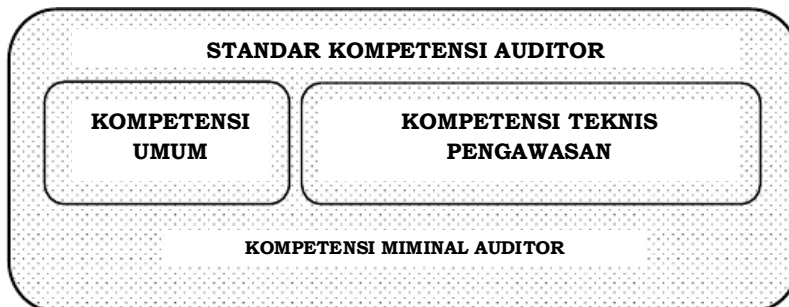 STANDAR KOMPETENSI AUDITOR
KOMPETENSI
UMUM
KOMPETENSI TEKNIS
PENGAWASAN
KOMPETENSI MIMINAL AUDITOR